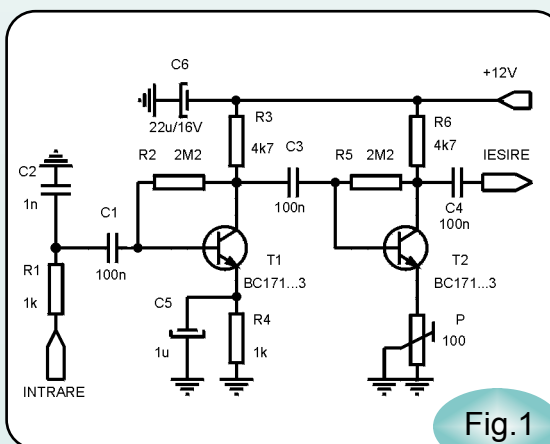 C6
+12V
22u/16V
R3
4k7
C3
R6
4k7
R2
2M2
R5
2M2
IESIRE
C2
1n
C1
100n
100n
C4
100n
R1
1k
T1
BC171...3
T2
BC171...3
C5
1u
R4
1k
P
100
INTRARE
Fig.1